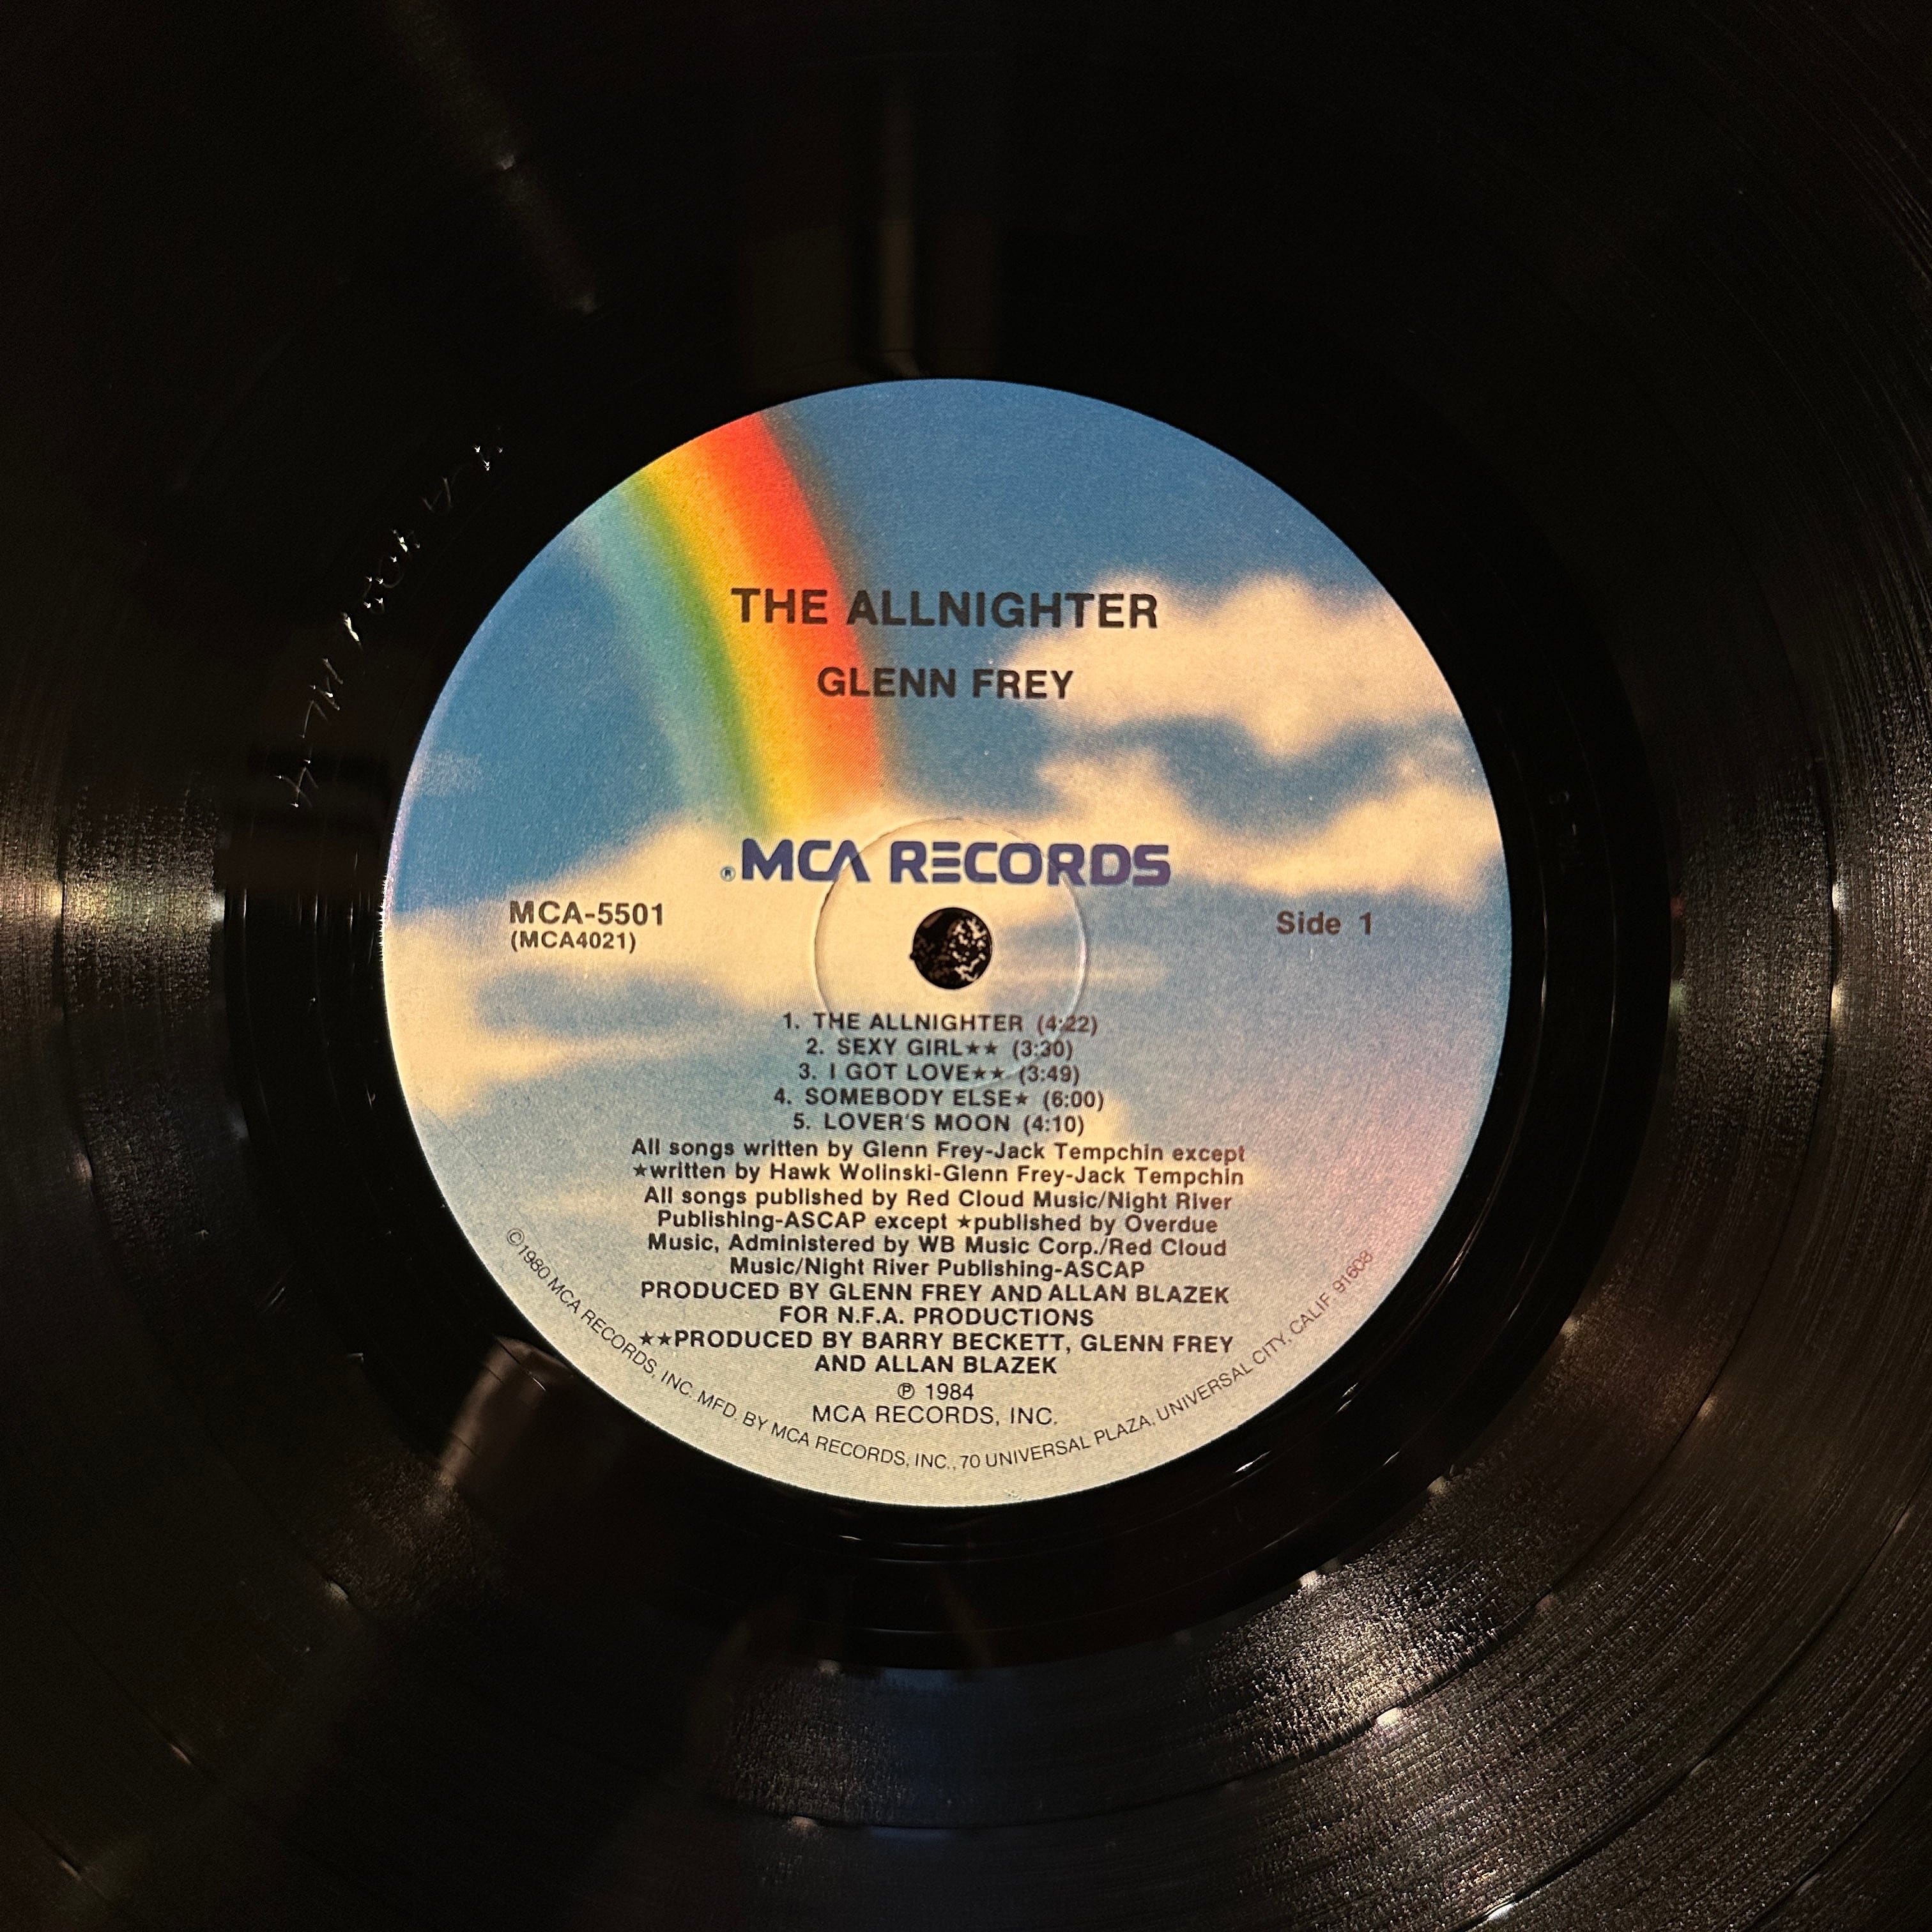 THE ALLNIGHTER
GLENN FREY
® MCA RECORDS
MCA-5501
(MCA4021)
Side 1
1. THE ALLNIGHTER (4:22)
2. SEXY GIRL★★ (3:30)
3. I GOT LOVE★★ (3:49)
4. SOMEBODY ELSE★ (6:00)
5. LOVER'S MOON (4:10)
All songs written by Glenn Frey-Jack Tempchin except
★written by Hawk Wolinski-Glenn Frey-Jack Tempchin
All songs published by Red Cloud Music/Night River
Publishing-ASCAP except ★published by Overdue
Music, Administered by WB Music Corp./Red Cloud
Music/Night River Publishing-ASCAP
PRODUCED BY GLENN FREY AND ALLAN BLAZEK
FOR N.F.A. PRODUCTIONS
★★PRODUCED BY BARRY BECKETT, GLENN FREY
AND ALLAN BLAZEK
℗ 1984
MCA RECORDS, INC.
©1980 MCA RECORDS, INC. MFD. BY MCA RECORDS, INC., 70 UNIVERSAL PLAZA, UNIVERSAL CITY, CALIF. 91608